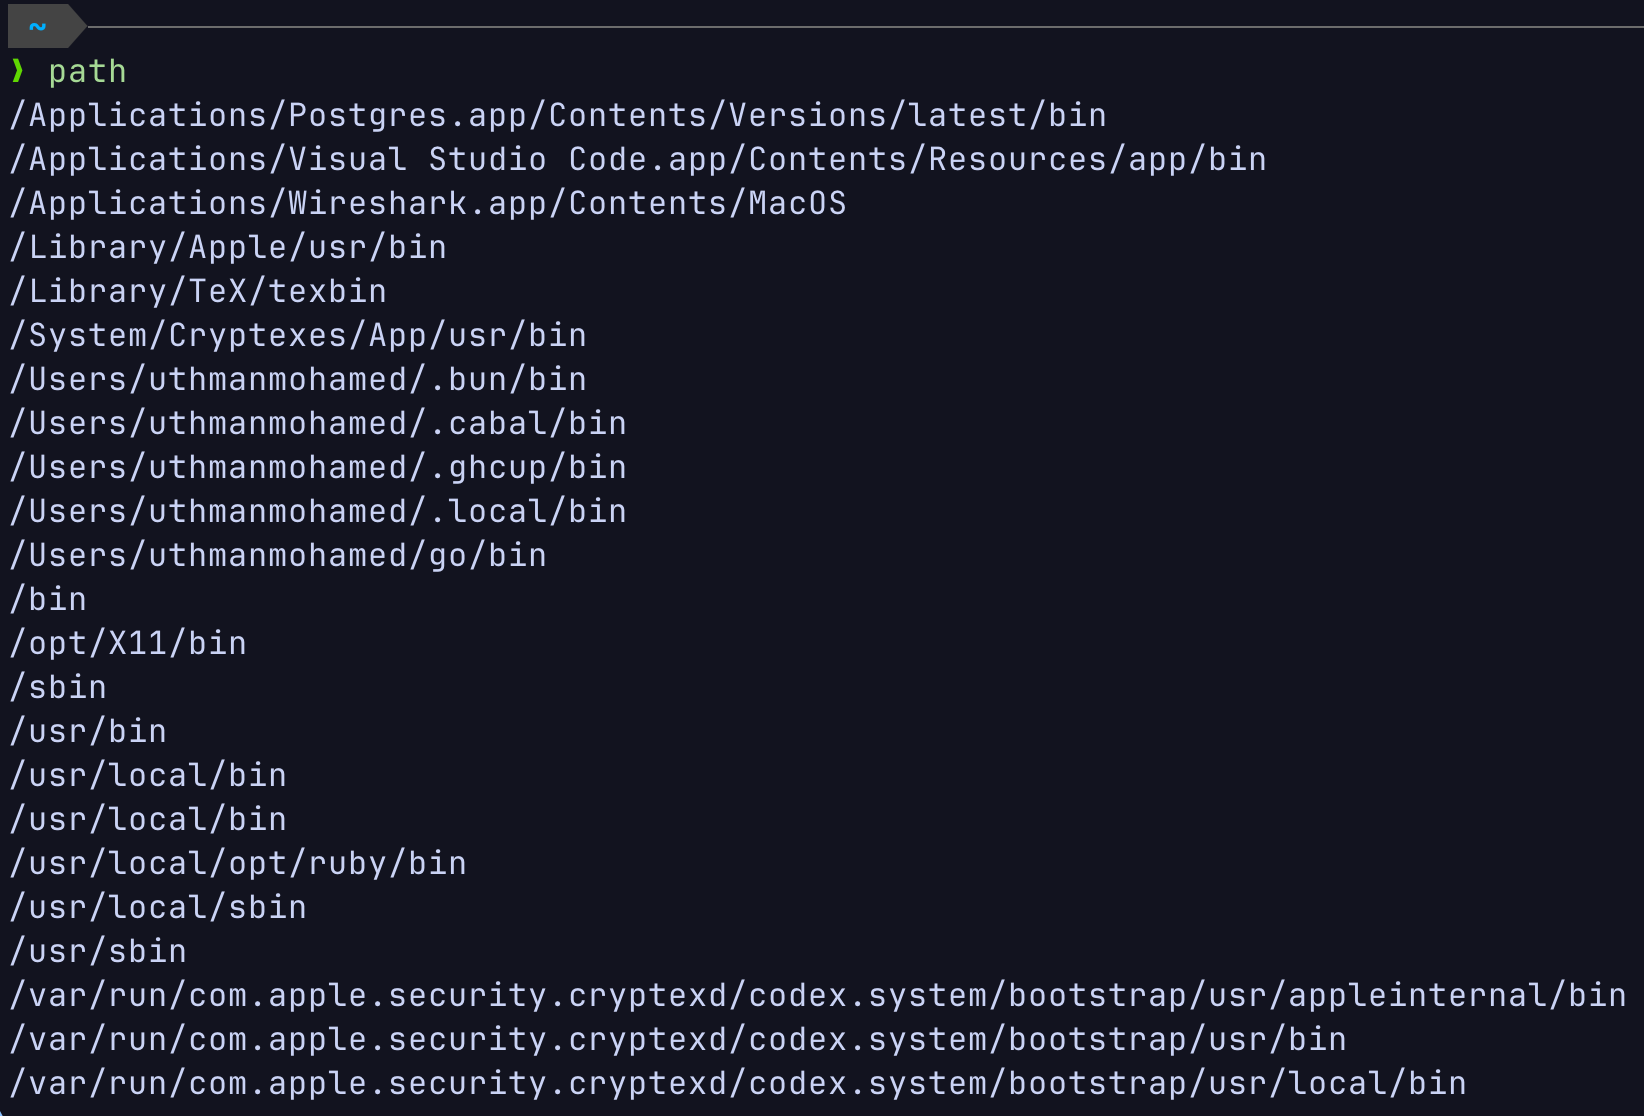 ~
❯ path
/Applications/Postgres.app/Contents/Versions/latest/bin
/Applications/Visual Studio Code.app/Contents/Resources/app/bin
/Applications/Wireshark.app/Contents/MacOS
/Library/Apple/usr/bin
/Library/TeX/texbin
/System/Cryptexes/App/usr/bin
/Users/uthmanmohamed/.bun/bin
/Users/uthmanmohamed/.cabal/bin
/Users/uthmanmohamed/.ghcup/bin
/Users/uthmanmohamed/.local/bin
/Users/uthmanmohamed/go/bin
/bin
/opt/X11/bin
/sbin
/usr/bin
/usr/local/bin
/usr/local/bin
/usr/local/opt/ruby/bin
/usr/local/sbin
/usr/sbin
/var/run/com.apple.security.cryptexd/codex.system/bootstrap/usr/appleinternal/bin
/var/run/com.apple.security.cryptexd/codex.system/bootstrap/usr/bin
/var/run/com.apple.security.cryptexd/codex.system/bootstrap/usr/local/bin